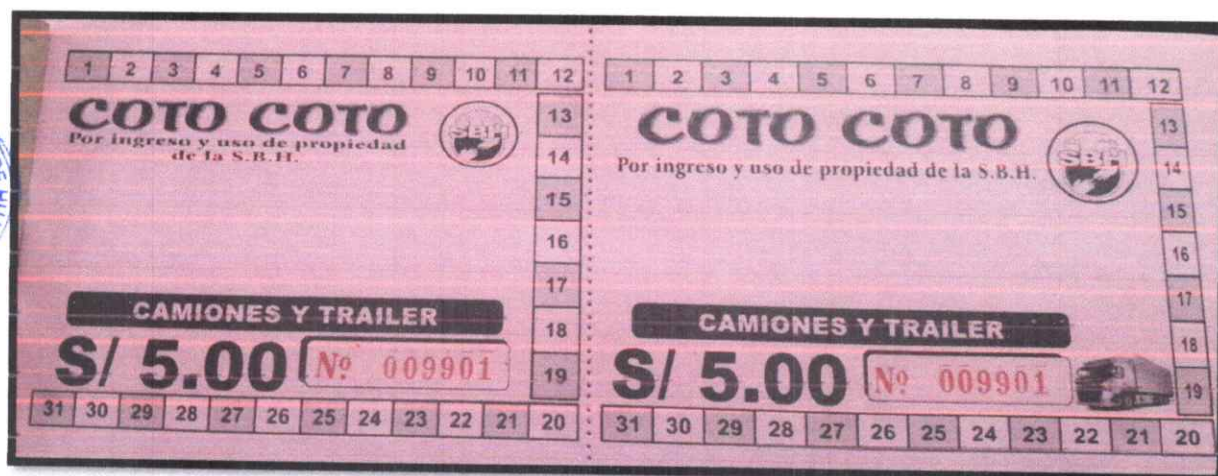 1 2 3 4 5 6 7 8 9 10 11 12
COTO COTO
SBH
Por ingreso y uso de propiedad
de la S.B.H.
13
14
15
16
17
18
19
CAMIONES Y TRAILER
S/ 5.00 Nº 009901
31 30 29 28 27 26 25 24 23 22 21 20
1 2 3 4 5 6 7 8 9 10 11 12
COTO COTO
SBH
Por ingreso y uso de propiedad de la S.B.H.
13
14
15
16
17
18
19
CAMIONES Y TRAILER
S/ 5.00 Nº 009901
31 30 29 28 27 26 25 24 23 22 21 20